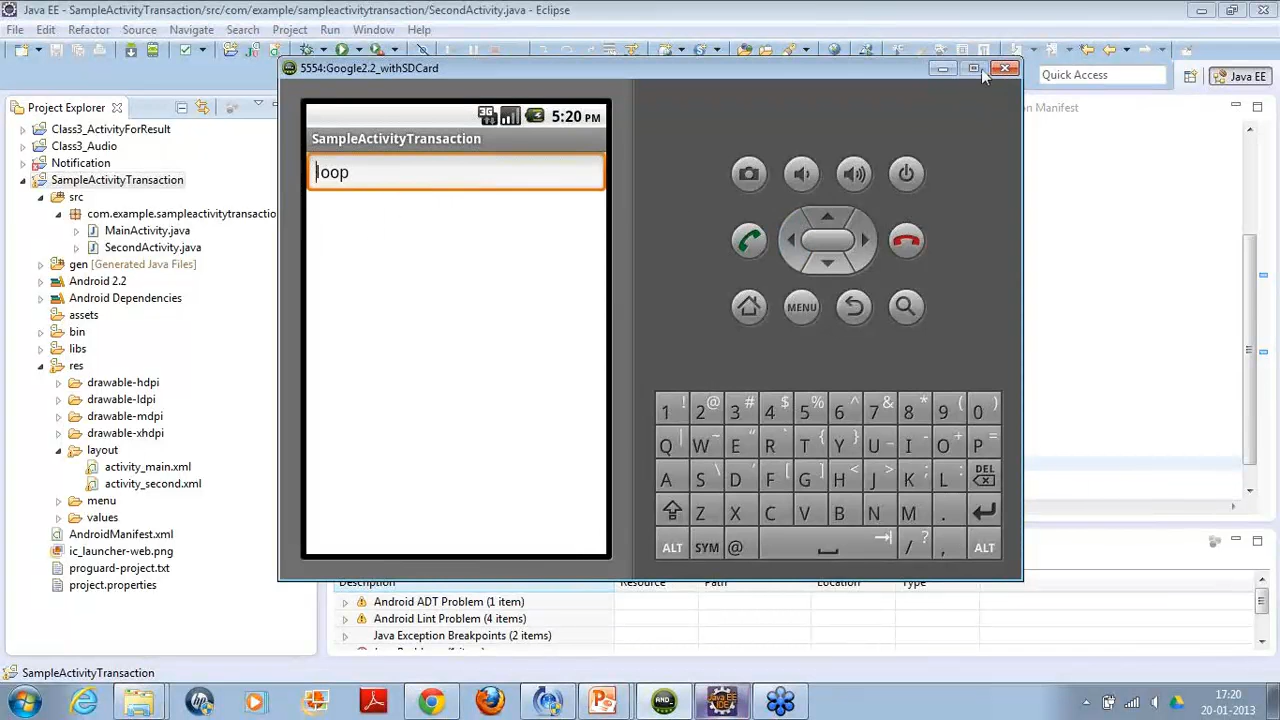 Java EE - SampleActivityTransaction/src/com/example/sampleactivitytransaction/SecondActivity.java - Eclipse
File Edit Refactor Source Navigate Search Project Run Window Help
Quick Access
Java EE
5554:Google2.2_withSDCard
Project Explorer
Class3_ActivityForResult
Class3_Audio
Notification
SampleActivityTransaction
src
com.example.sampleactivitytransactio
MainActivity.java
SecondActivity.java
gen [Generated Java Files]
Android 2.2
Android Dependencies
assets
bin
libs
res
drawable-hdpi
drawable-ldpi
drawable-mdpi
drawable-xhdpi
layout
activity_main.xml
activity_second.xml
menu
values
AndroidManifest.xml
ic_launcher-web.png
proguard-project.txt
project.properties
3G 5:20 PM
SampleActivityTransaction
loop
MENU
1 ! 2 @ 3 # 4 $ 5 % 6 ^ 7 & 8 * 9 ( 0 )
Q | W ~ E " R ` T { Y } U _ I - O + P =
A S \ D ' F [ G ] H < J > K ; L : DEL
Z X C V B N M .
ALT SYM @ / ? , ALT
on Manifest
Description Resource Path Location Type
Android ADT Problem (1 item)
Android Lint Problem (4 items)
Java Exception Breakpoints (2 items)
SampleActivityTransaction
17:20
20-01-2013